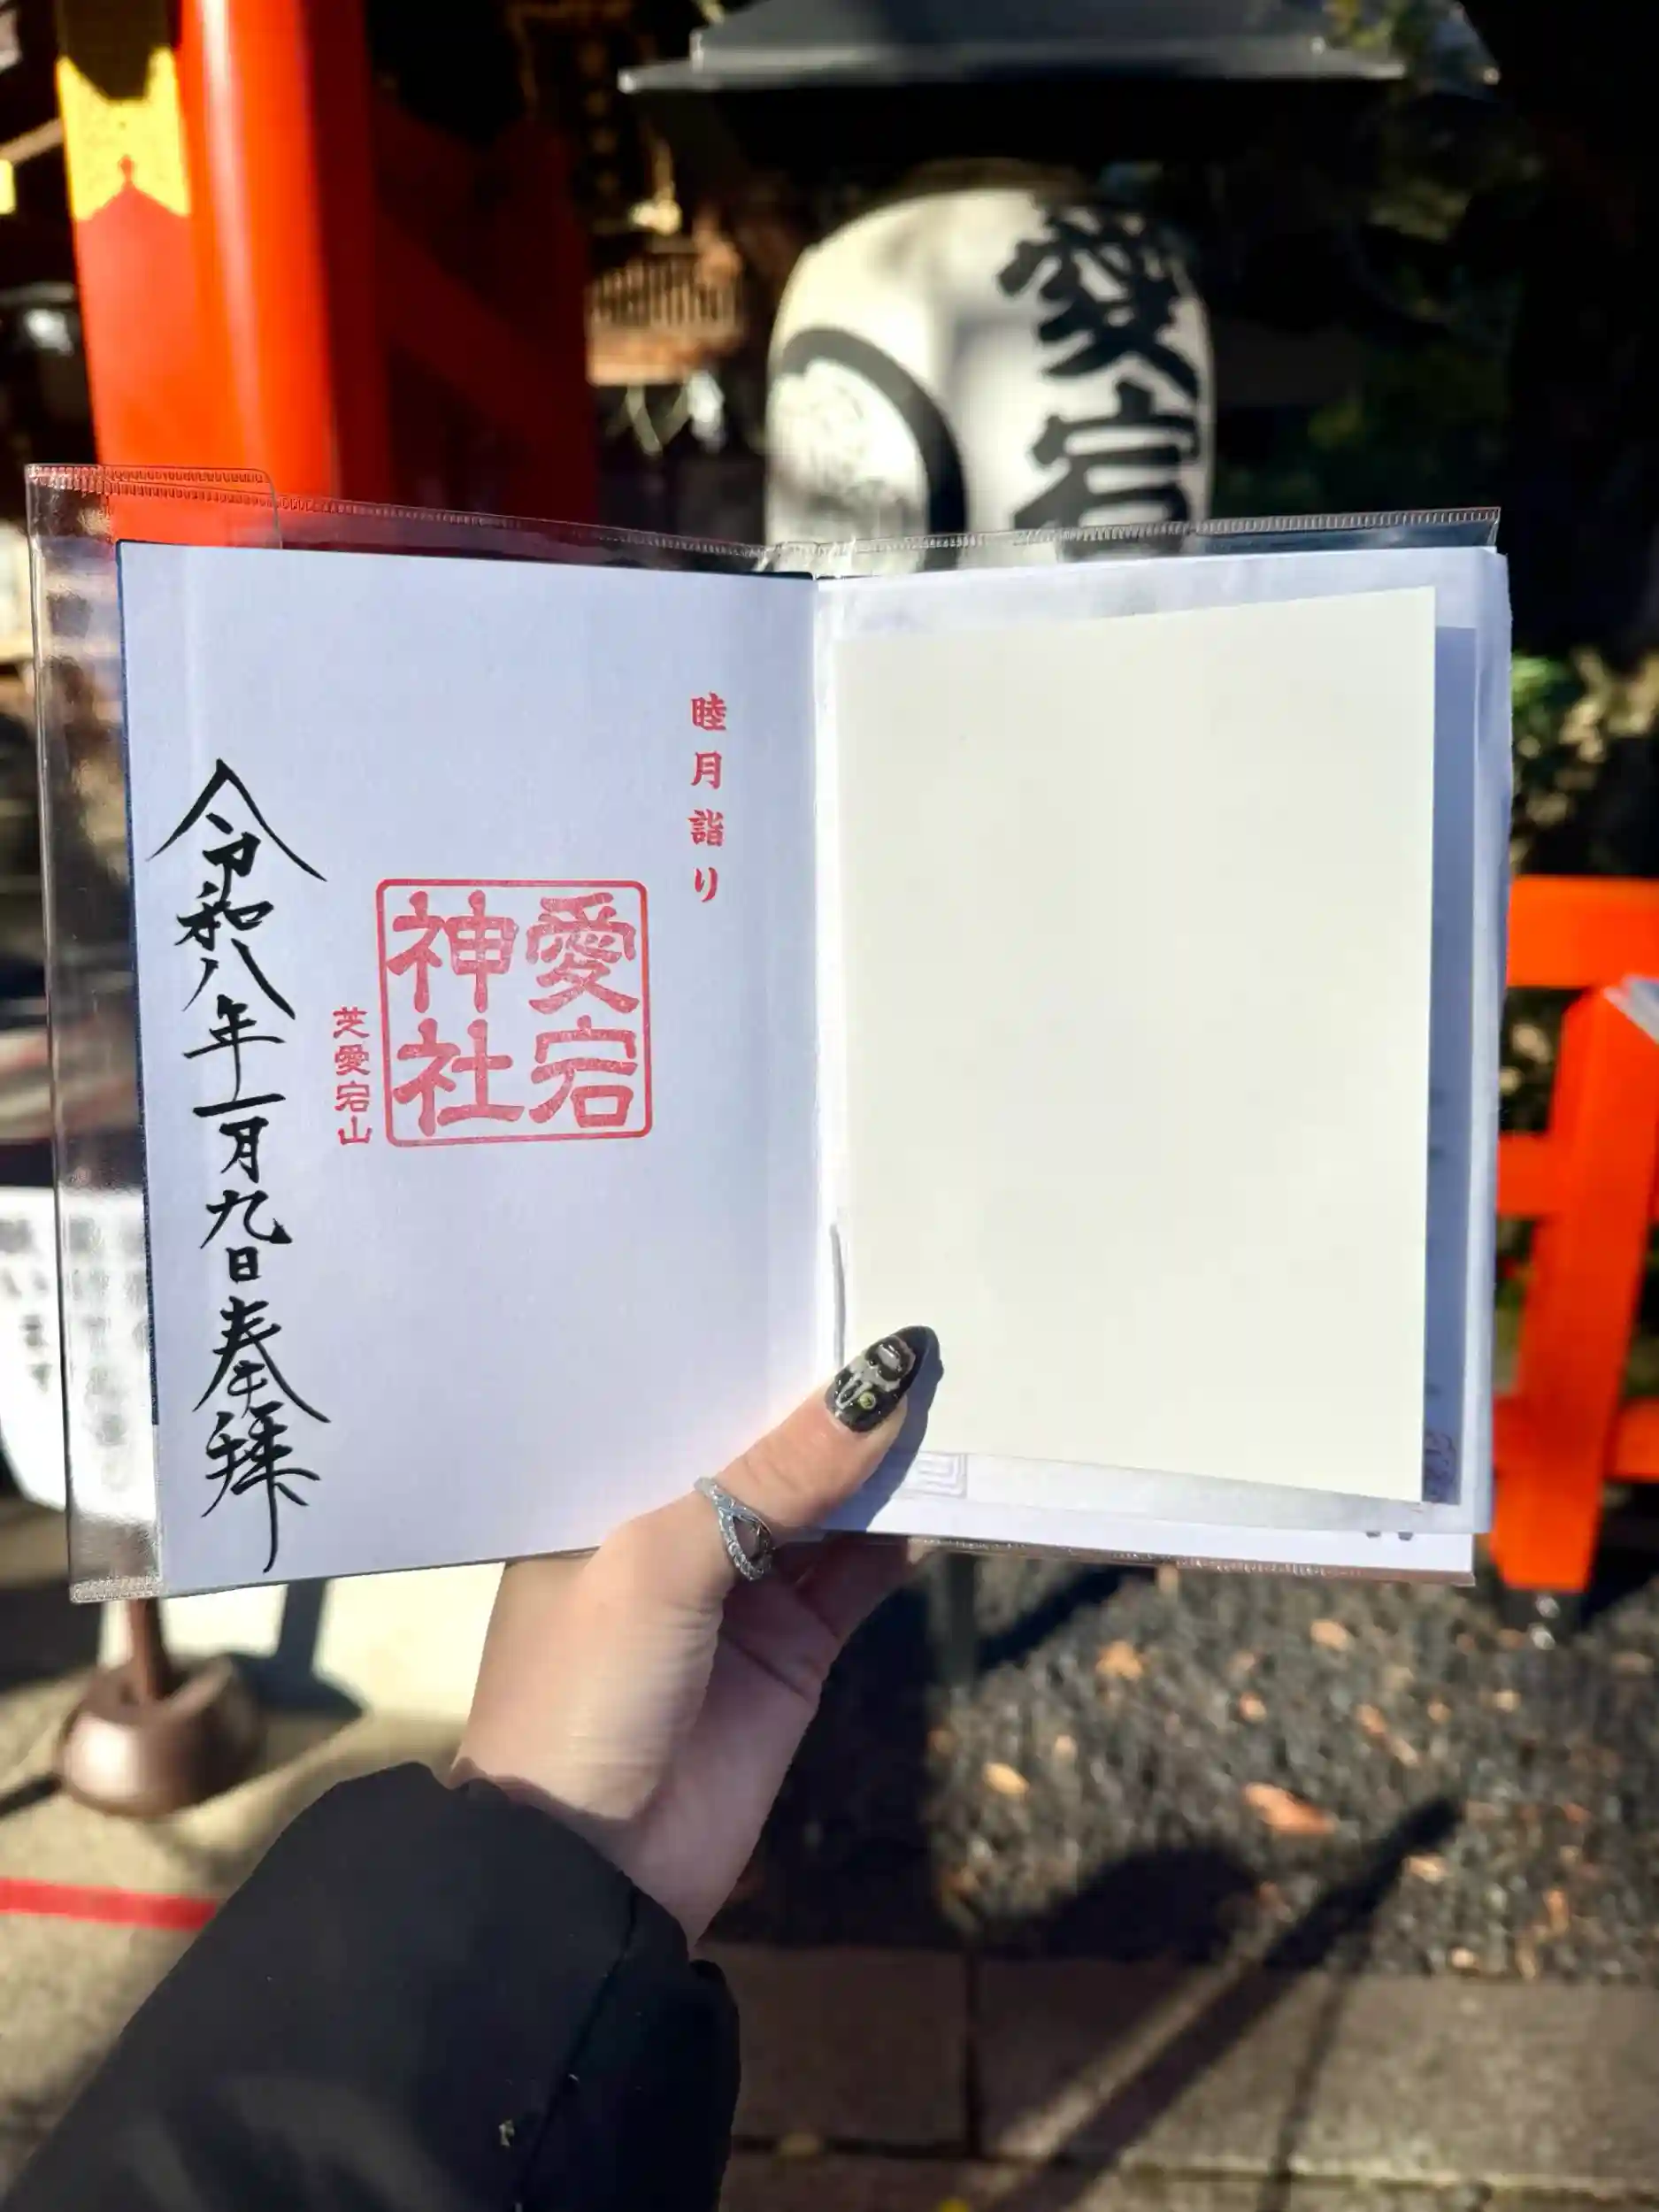 愛宕
睦月詣り
愛宕
神社
芝愛宕山
令和八年一月九日奉拝